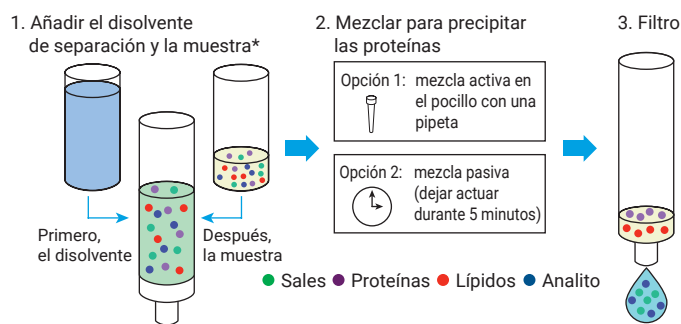 1. Añadir el disolvente
de separación y la muestra*
Primero,
el disolvente
Después,
la muestra
2. Mezclar para precipitar
las proteínas
Opción 1: mezcla activa en
el pocillo con una
pipeta
Opción 2: mezcla pasiva
(dejar actuar
durante 5 minutos)
3. Filtro
Sales Proteínas Lípidos Analito